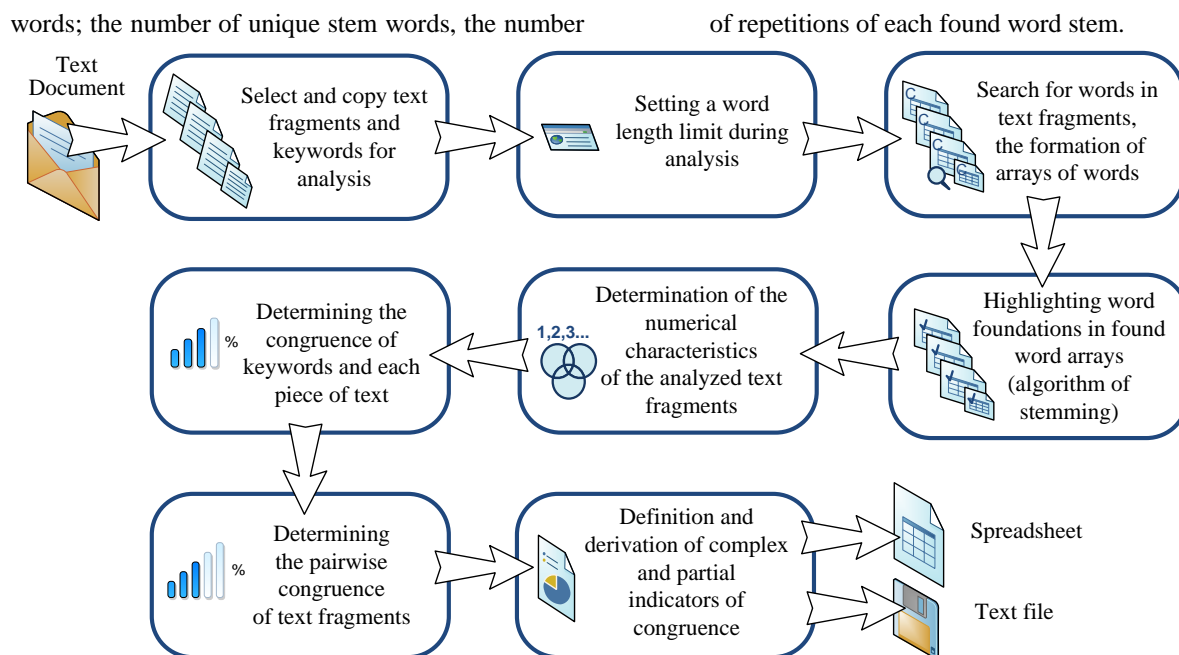 words; the number of unique stem words, the number
of repetitions of each found word stem.
Text
Document
Select and copy text
fragments and
keywords for
analysis
Setting a word
length limit during
analysis
Search for words in
text fragments,
the formation of
arrays of words
Highlighting word
foundations in found
word arrays
(algorithm of
stemming)
1,2,3...
Determination of the
numerical
characteristics
of the analyzed text
fragments
%
Determining the
congruence of
keywords and each
piece of text
%
Determining
the pairwise
congruence
of text fragments
Definition and
derivation of complex
and partial
indicators of
congruence
Spreadsheet
Text file